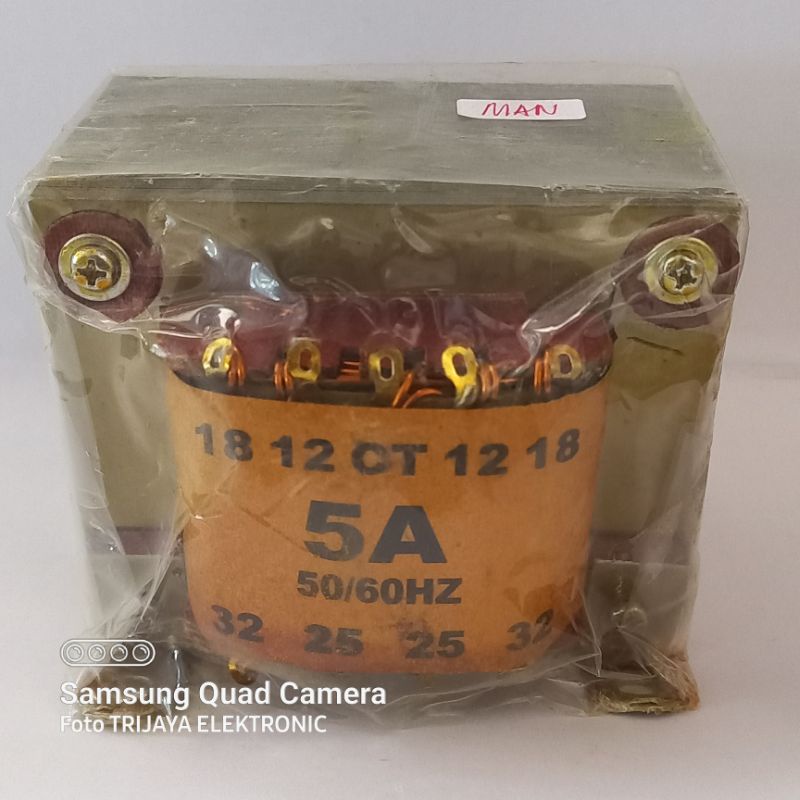 MAN
18 12 CT 12 18
5A
50/60HZ
32 25 25 32
Samsung Quad Camera
Foto TRIJAYA ELEKTRONIC